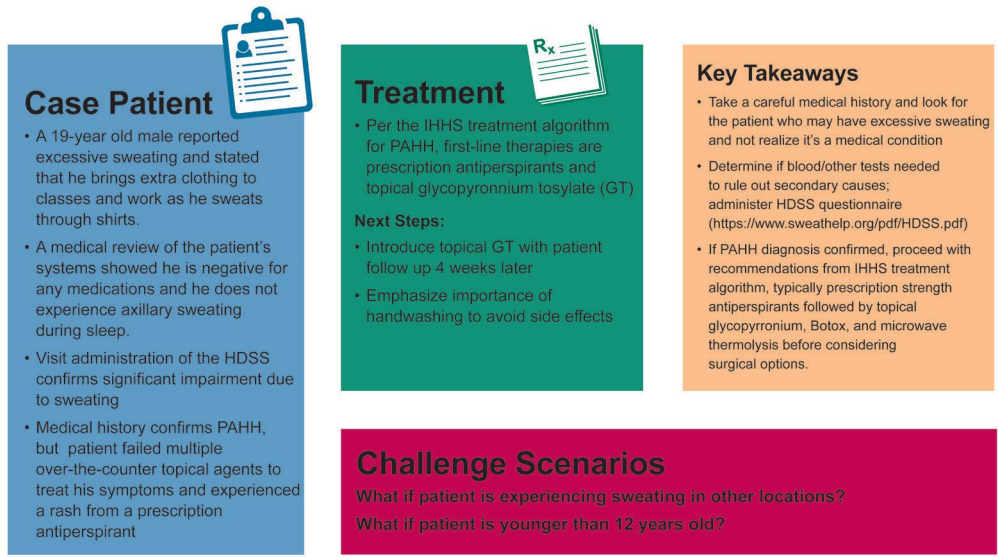 Case Patient
• A 19-year old male reported
excessive sweating and stated
that he brings extra clothing to
classes and work as he sweats
through shirts.
• A medical review of the patient's
systems showed he is negative for
any medications and he does not
experience axillary sweating
during sleep.
• Visit administration of the HDSS
confirms significant impairment due
to sweating
• Medical history confirms PAHH,
but patient failed multiple
over-the-counter topical agents to
treat his symptoms and experienced
a rash from a prescription
antiperspirant
Rx
Treatment
• Per the IHHS treatment algorithm
for PAHH, first-line therapies are
prescription antiperspirants and
topical glycopyronnium tosylate (GT)
Next Steps:
• Introduce topical GT with patient
follow up 4 weeks later
• Emphasize importance of
handwashing to avoid side effects
Key Takeaways
• Take a careful medical history and look for
the patient who may have excessive sweating
and not realize it's a medical condition
• Determine if blood/other tests needed
to rule out secondary causes;
administer HDSS questionnaire
(https://www.sweathelp.org/pdf/HDSS.pdf)
• If PAHH diagnosis confirmed, proceed with
recommendations from IHHS treatment
algorithm, typically prescription strength
antiperspirants followed by topical
glycopyrronium, Botox, and microwave
thermolysis before considering
surgical options.
Challenge Scenarios
What if patient is experiencing sweating in other locations?
What if patient is younger than 12 years old?